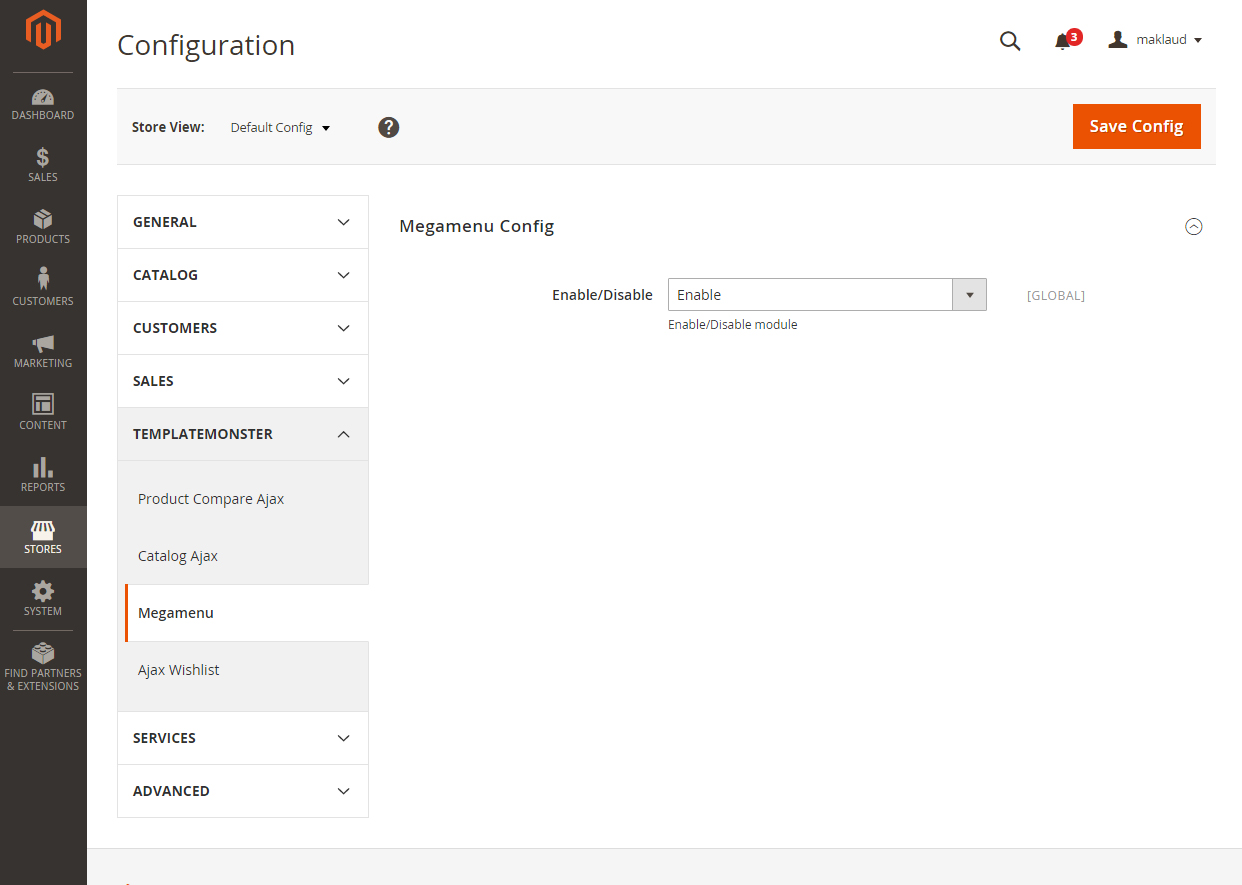 Configuration
3
maklaud
DASHBOARD
SALES
PRODUCTS
CUSTOMERS
MARKETING
CONTENT
REPORTS
STORES
SYSTEM
FIND PARTNERS
& EXTENSIONS
Store View: Default Config ?
Save Config
GENERAL
CATALOG
CUSTOMERS
SALES
TEMPLATEMONSTER
Product Compare Ajax
Catalog Ajax
Megamenu
Ajax Wishlist
SERVICES
ADVANCED
Megamenu Config
Enable/Disable Enable [GLOBAL]
Enable/Disable module